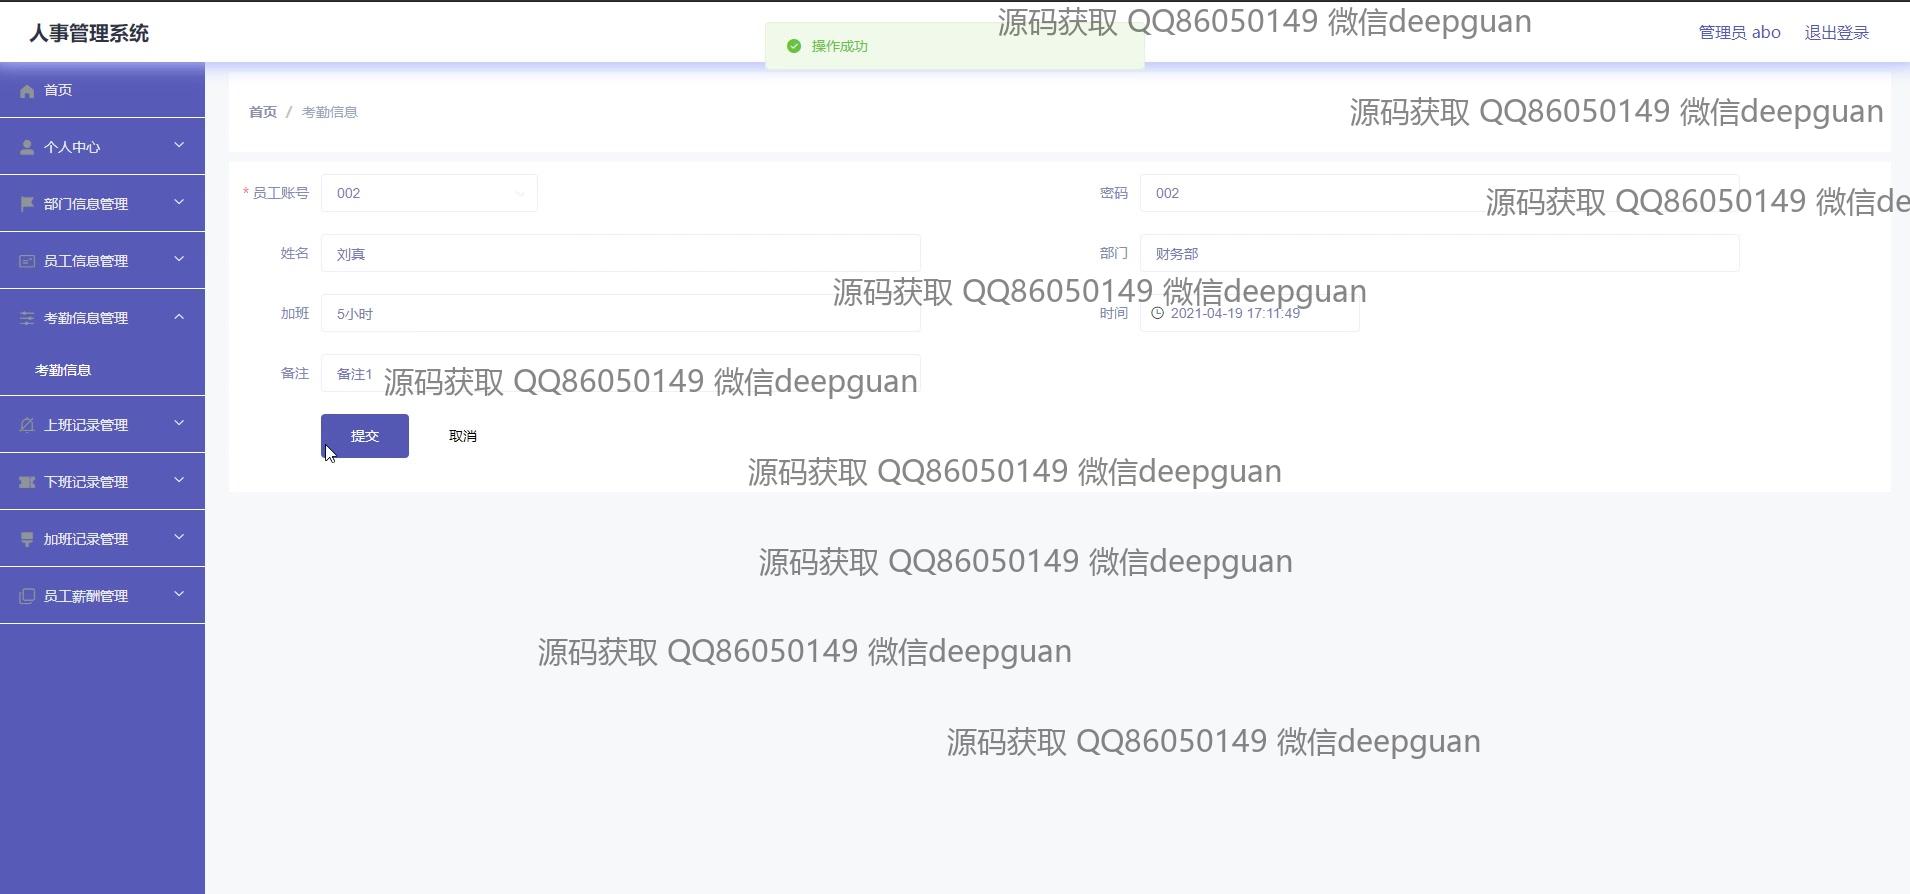 人事管理系统
操作成功
源码获取 QQ86050149 微信deepguan
管理员 abo 退出登录
首页
个人中心
部门信息管理
员工信息管理
考勤信息管理
考勤信息
上班记录管理
下班记录管理
加班记录管理
员工薪酬管理
首页 / 考勤信息
源码获取 QQ86050149 微信deepguan
* 员工账号 002
密码 002
源码获取 QQ86050149 微信de
姓名 刘真
部门 财务部
源码获取 QQ86050149 微信deepguan
加班 5小时
时间 2021-04-19 17:11:49
备注 备注1
源码获取 QQ86050149 微信deepguan
提交 取消
源码获取 QQ86050149 微信deepguan
源码获取 QQ86050149 微信deepguan
源码获取 QQ86050149 微信deepguan
源码获取 QQ86050149 微信deepguan